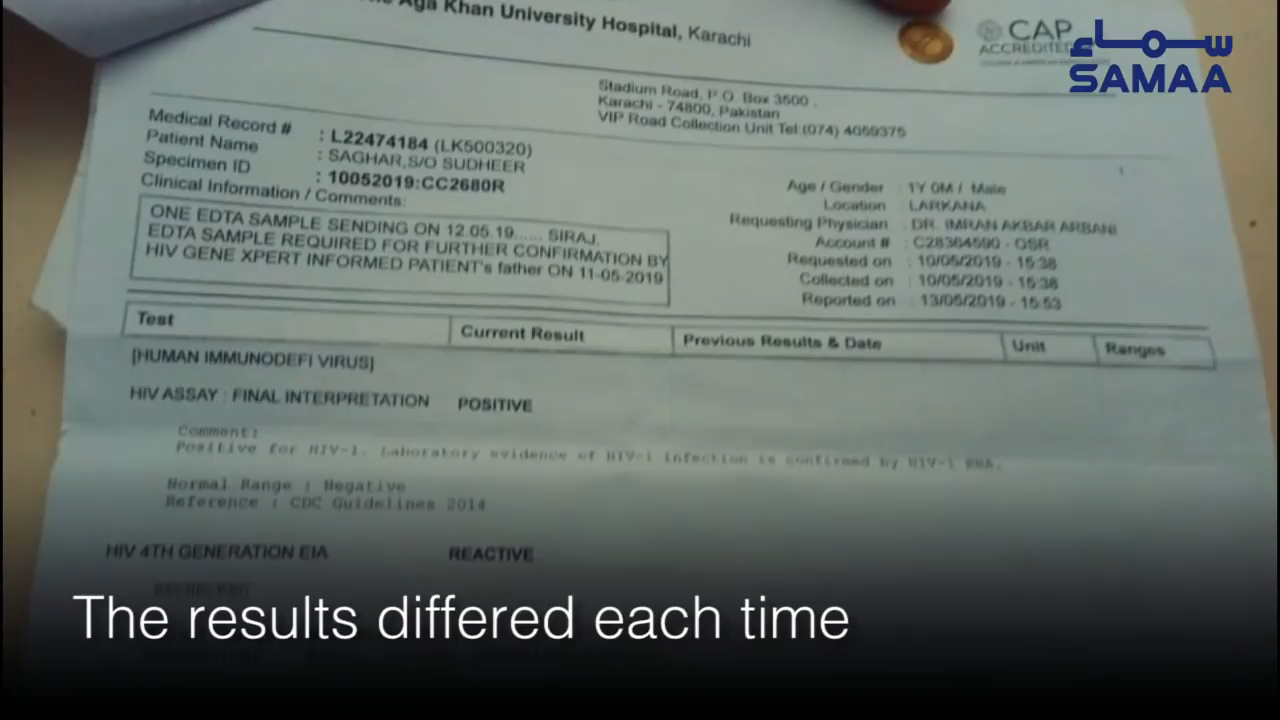 The Aga Khan University Hospital, Karachi
CAP
ACCREDITED
سماء
SAMAA
Stadium Road, P.O. Box 3500
Karachi - 74800, Pakistan
VIP Road Collection Unit Tel:(074) 4059375
Medical Record # : L22474184 (LK500320)
Patient Name : SAGHAR,S/O SUDHEER
Specimen ID : 10052019:CC2680R
Clinical Information / Comments:
ONE EDTA SAMPLE SENDING ON 12.05.19...... SIRAJ.
EDTA SAMPLE REQUIRED FOR FURTHER CONFIRMATION BY
HIV GENE XPERT INFORMED PATIENT's father ON 11-05-2019
Age / Gender : 1Y 0M / Male
Location : LARKANA
Requesting Physician : DR. IMRAN AKBAR ARBANI
Account # : C28364590 - OSR
Requested on : 10/05/2019 - 15:38
Collected on : 10/05/2019 - 15:38
Reported on : 13/05/2019 - 15:53
Test Current Result Previous Results & Date Unit Ranges
[HUMAN IMMUNODEFI VIRUS]
HIV ASSAY : FINAL INTERPRETATION POSITIVE
Comment:
Positive for HIV-1. Laboratory evidence of HIV-1 infection is confirmed by HIV-1 RNA.
Normal Range : Negative
Reference : CDC Guidelines 2014
HIV 4TH GENERATION EIA REACTIVE
The results differed each time